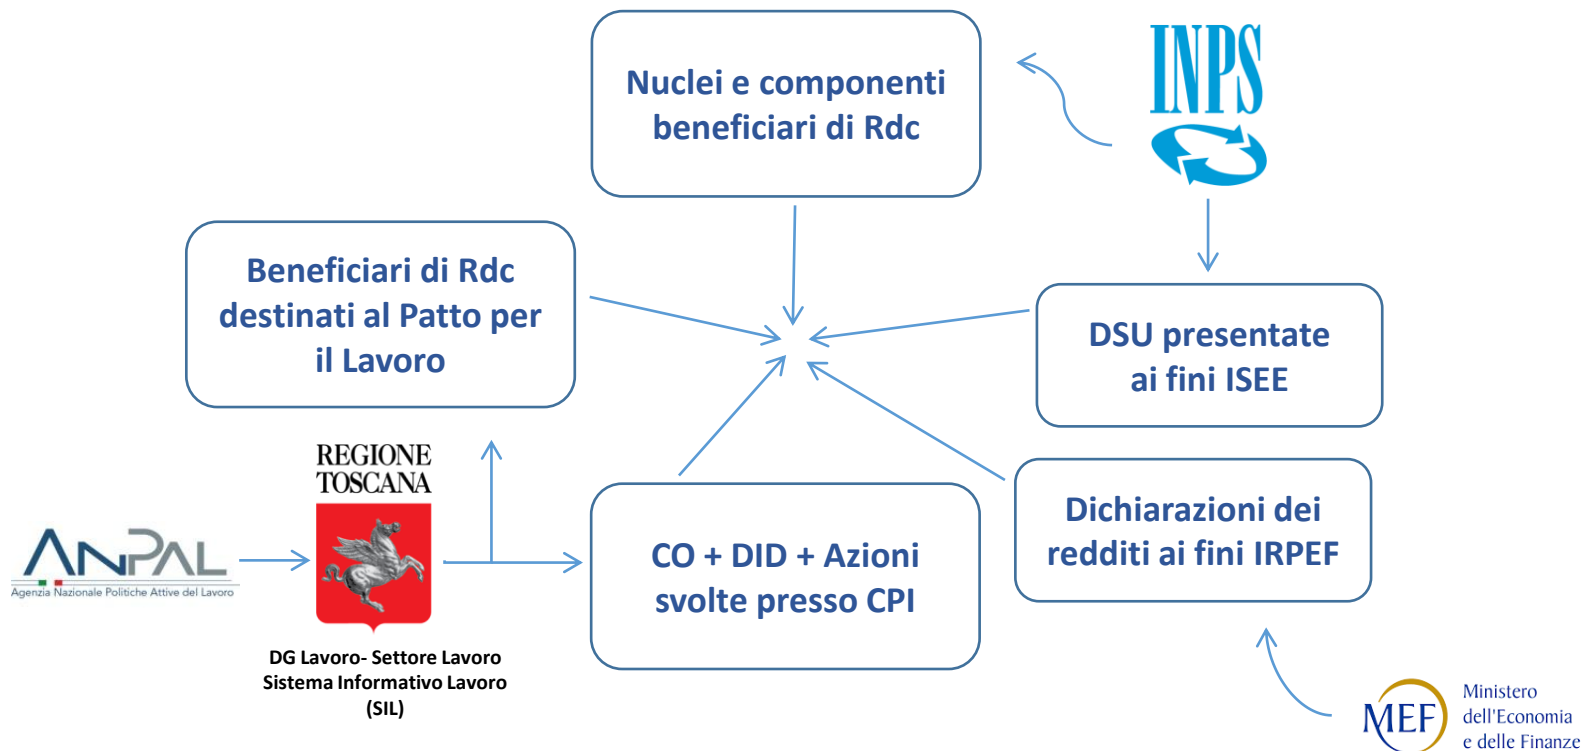 Nuclei e componenti
beneficiari di Rdc
INPS
Beneficiari di Rdc
destinati al Patto per
il Lavoro
DSU presentate
ai fini ISEE
REGIONE
TOSCANA
ANPAL
Agenzia Nazionale Politiche Attive del Lavoro
CO + DID + Azioni
svolte presso CPI
Dichiarazioni dei
redditi ai fini IRPEF
DG Lavoro- Settore Lavoro
Sistema Informativo Lavoro
(SIL)
MEF
Ministero
dell'Economia
e delle Finanze